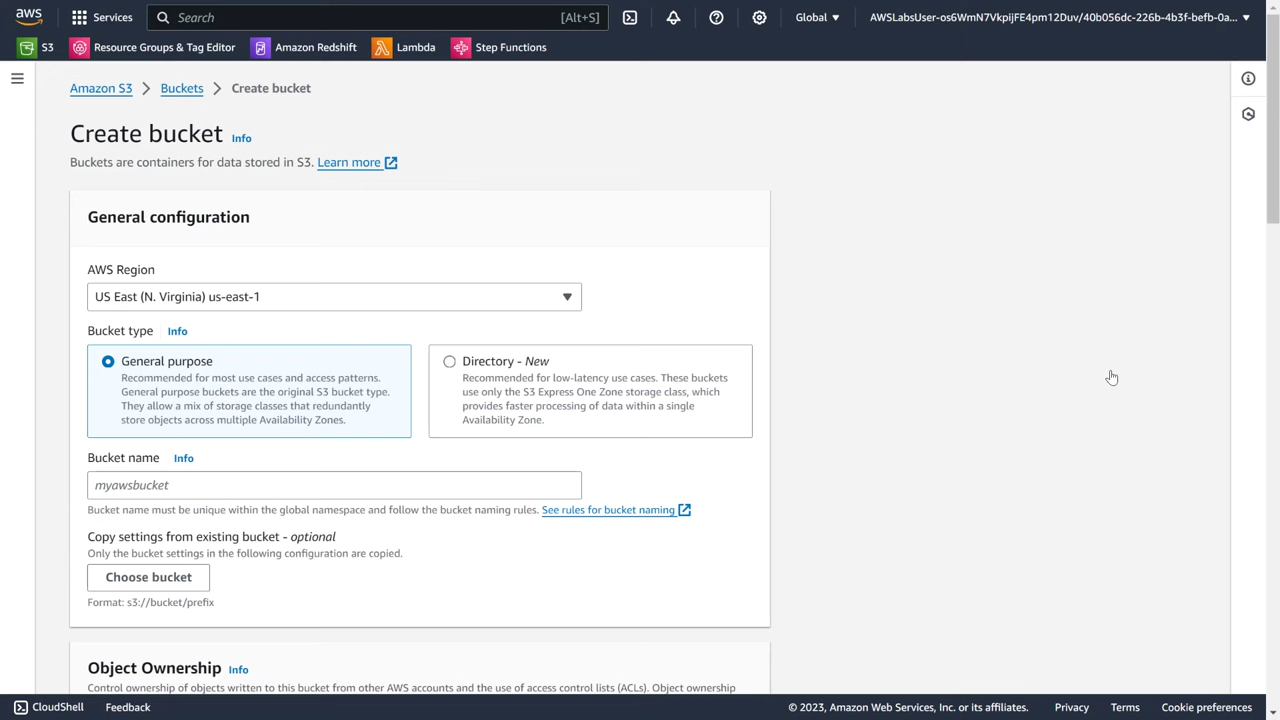 aws
Services
Search
[Alt+S]
Global
AWSLabsUser-os6WmN7VkpijFE4pm12Duv/40b056dc-226b-4b3f-befb-0a...
S3
Resource Groups & Tag Editor
Amazon Redshift
Lambda
Step Functions
Amazon S3 > Buckets > Create bucket
Create bucket Info
Buckets are containers for data stored in S3. Learn more
General configuration
AWS Region
US East (N. Virginia) us-east-1
Bucket type Info
General purpose
Recommended for most use cases and access patterns.
General purpose buckets are the original S3 bucket type.
They allow a mix of storage classes that redundantly
store objects across multiple Availability Zones.
Directory - New
Recommended for low-latency use cases. These buckets
use only the S3 Express One Zone storage class, which
provides faster processing of data within a single
Availability Zone.
Bucket name Info
myawsbucket
Bucket name must be unique within the global namespace and follow the bucket naming rules. See rules for bucket naming
Copy settings from existing bucket - optional
Only the bucket settings in the following configuration are copied.
Choose bucket
Format: s3://bucket/prefix
Object Ownership Info
Control ownership of objects written to this bucket from other AWS accounts and the use of access control lists (ACLs). Object ownership
CloudShell
Feedback
© 2023, Amazon Web Services, Inc. or its affiliates.
Privacy
Terms
Cookie preferences